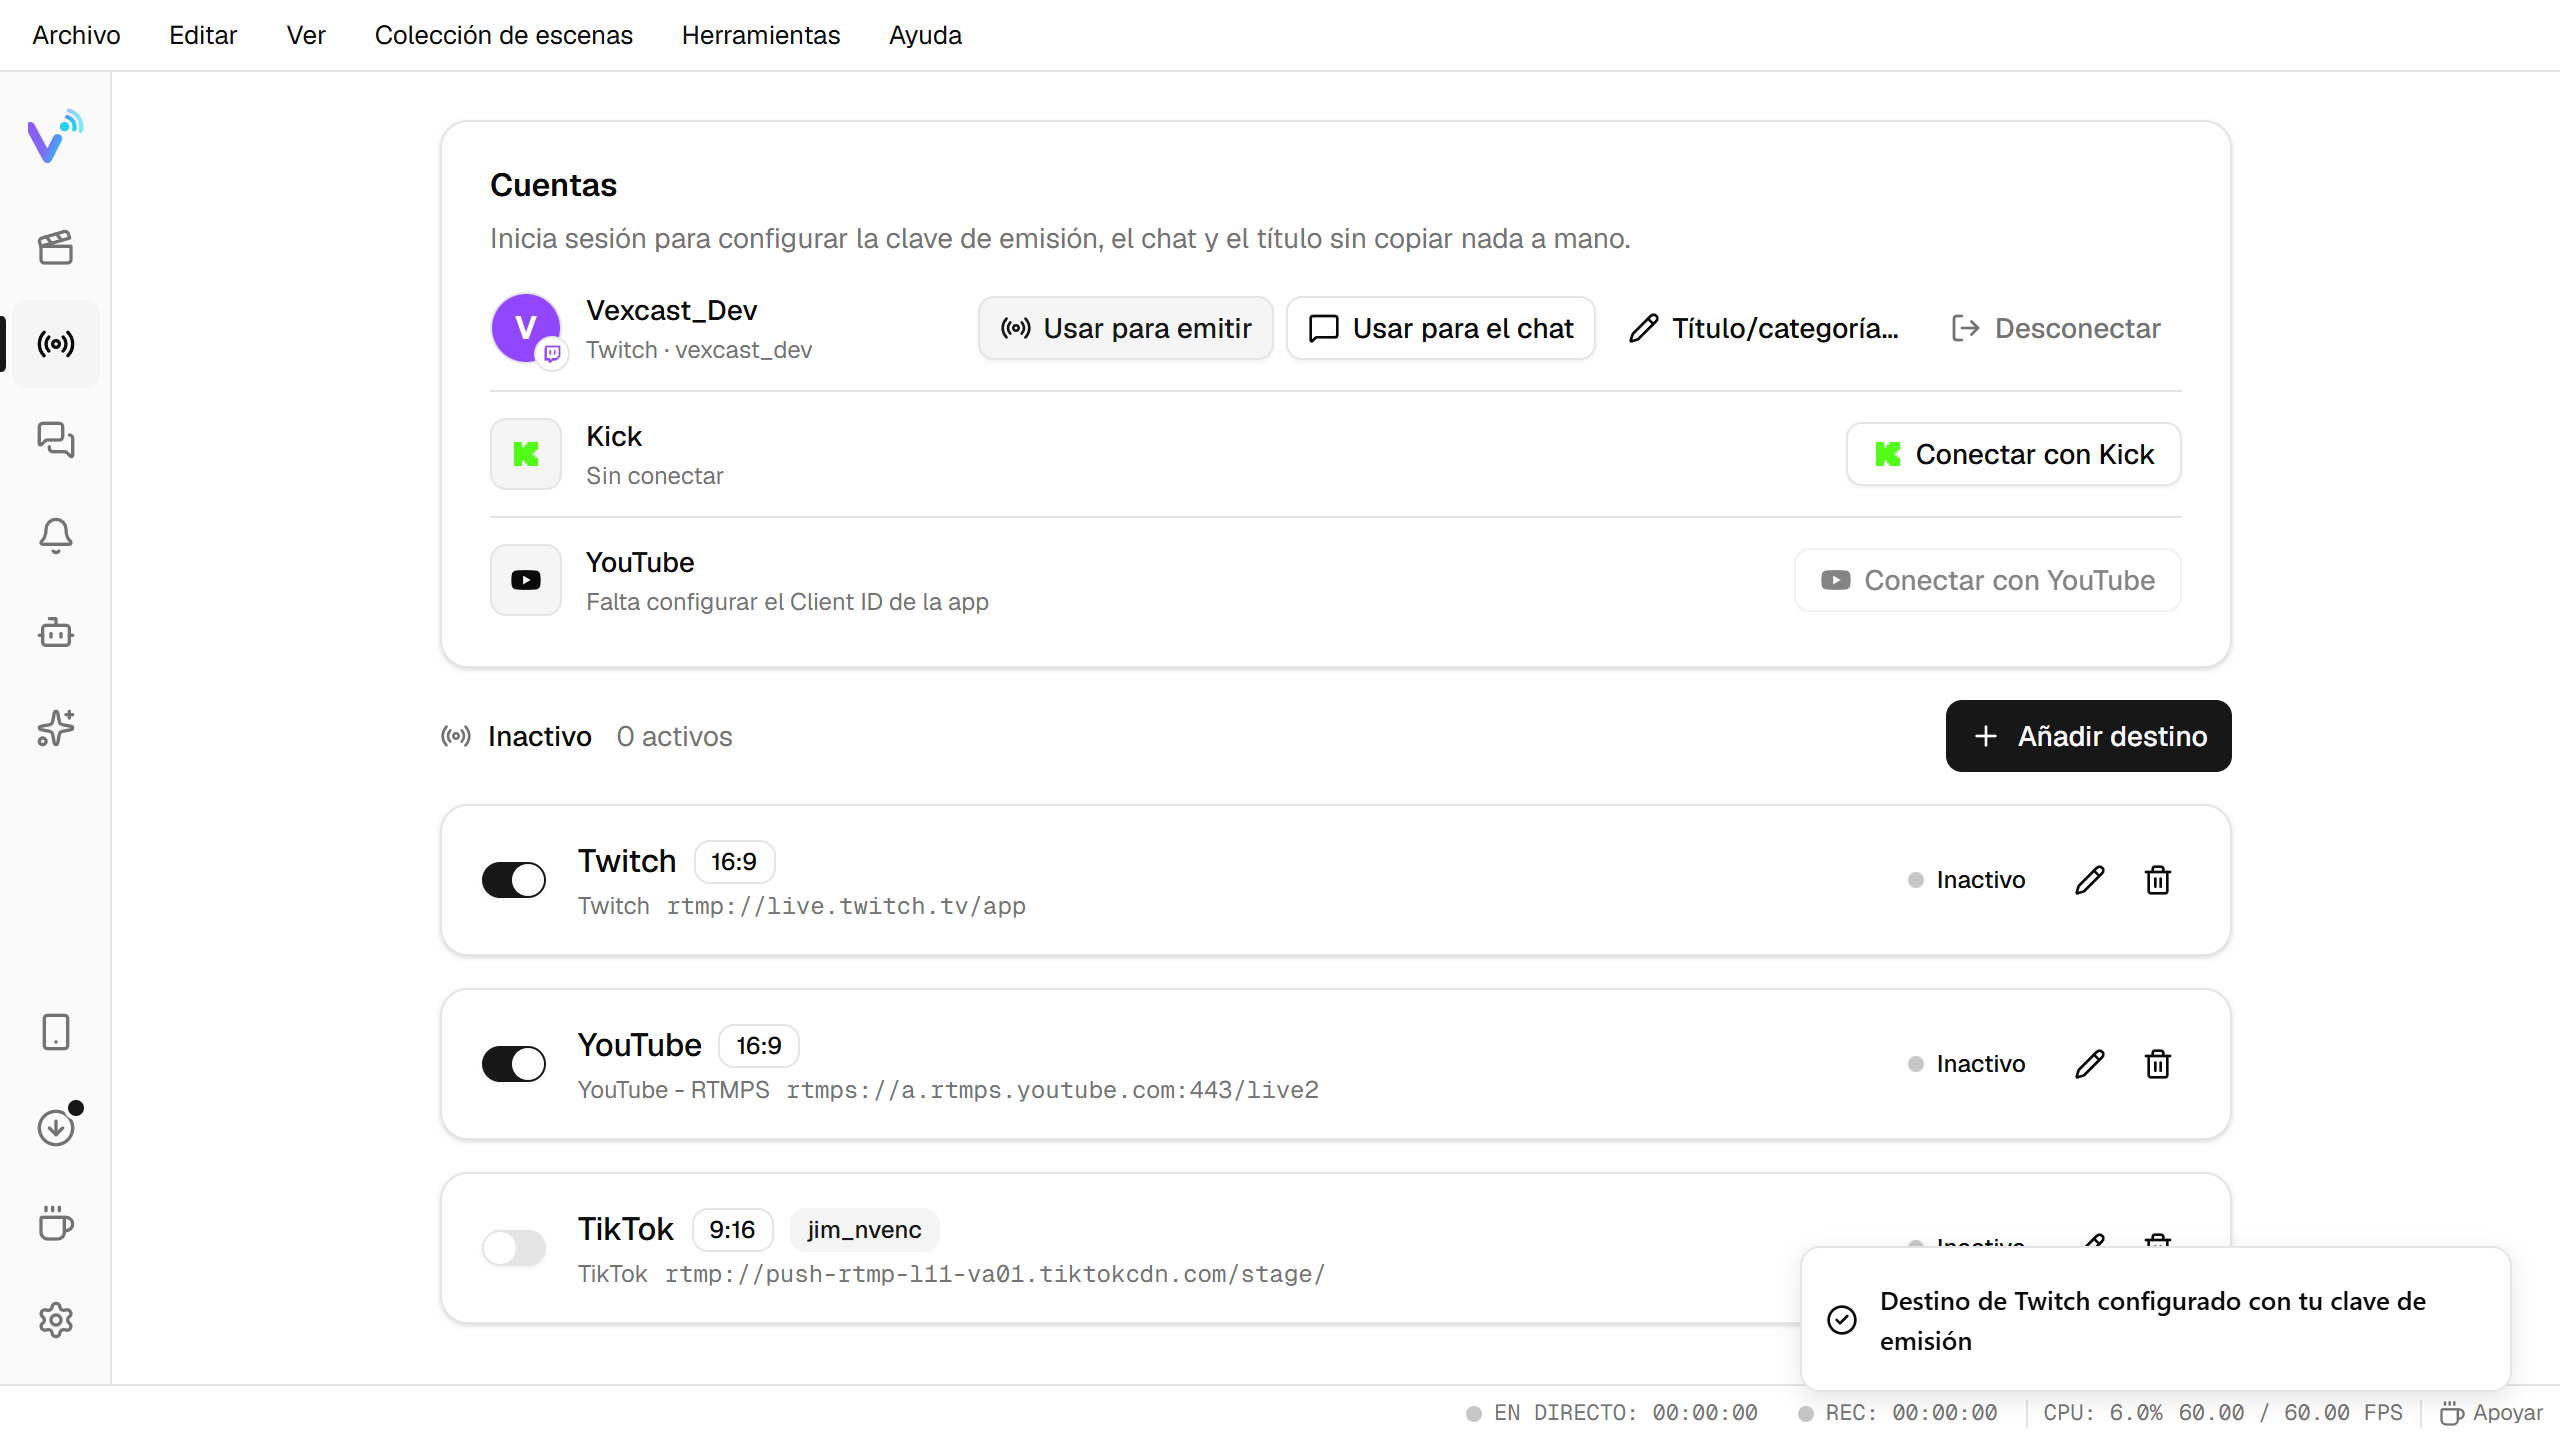 Archivo Editar Ver Colección de escenas Herramientas Ayuda
Cuentas
Inicia sesión para configurar la clave de emisión, el chat y el título sin copiar nada a mano.
V
Vexcast_Dev
Twitch · vexcast_dev
Usar para emitir
Usar para el chat
Título/categoría...
Desconectar
Kick
Sin conectar
Conectar con Kick
YouTube
Falta configurar el Client ID de la app
Conectar con YouTube
Inactivo 0 activos
Añadir destino
Twitch 16:9
Twitch rtmp://live.twitch.tv/app
Inactivo
YouTube 16:9
YouTube - RTMPS rtmps://a.rtmps.youtube.com:443/live2
Inactivo
TikTok 9:16 jim_nvenc
TikTok rtmp://push-rtmp-l11-va01.tiktokcdn.com/stage/
Destino de Twitch configurado con tu clave de
emisión
EN DIRECTO: 00:00:00 REC: 00:00:00 CPU: 6.0% 60.00 / 60.00 FPS Apoyar